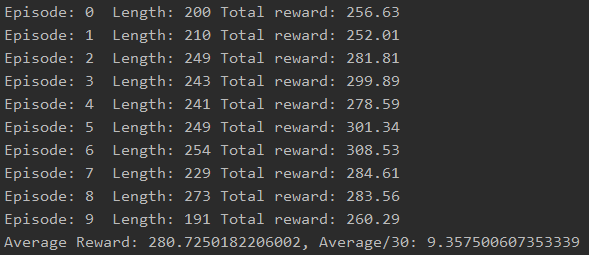 Episode: 0  Length: 200 Total reward: 256.63
Episode: 1  Length: 210 Total reward: 252.01
Episode: 2  Length: 249 Total reward: 281.81
Episode: 3  Length: 243 Total reward: 299.89
Episode: 4  Length: 241 Total reward: 278.59
Episode: 5  Length: 249 Total reward: 301.34
Episode: 6  Length: 254 Total reward: 308.53
Episode: 7  Length: 229 Total reward: 284.61
Episode: 8  Length: 273 Total reward: 283.56
Episode: 9  Length: 191 Total reward: 260.29
Average Reward: 280.7250182206002, Average/30: 9.357500607353339